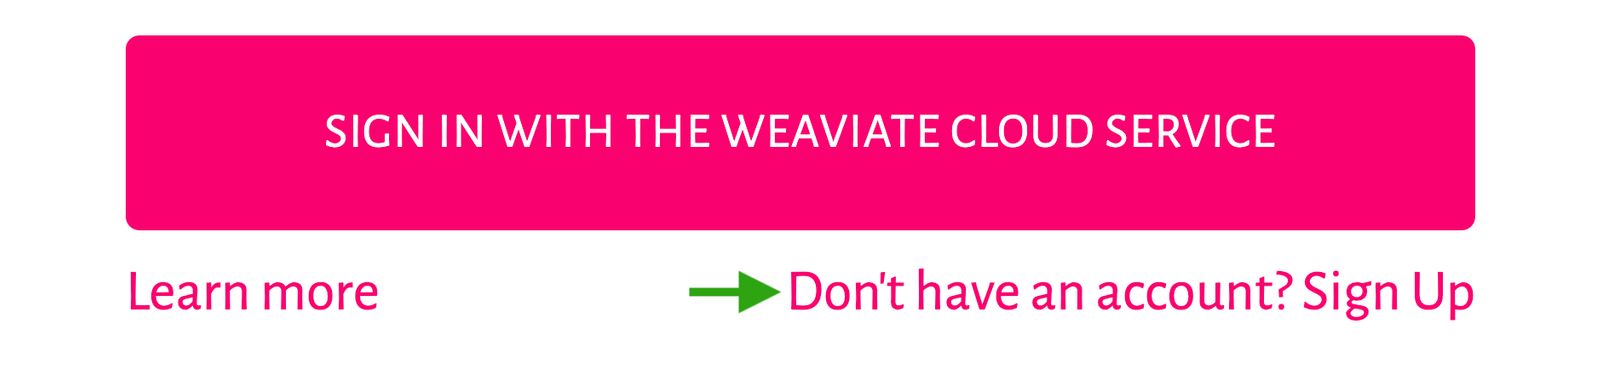 SIGN IN WITH THE WEAVIATE CLOUD SERVICE
Learn more
Don't have an account? Sign Up